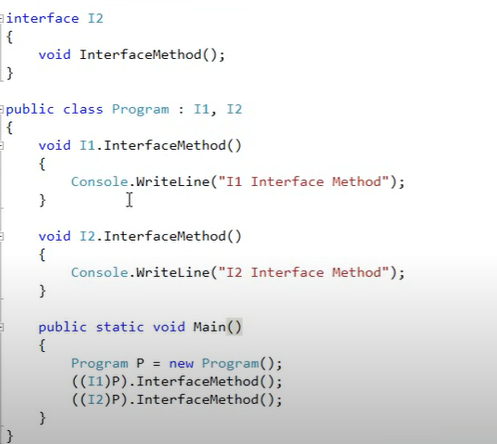 interface I2
{
void InterfaceMethod();
}
public class Program : I1, I2
{
void I1.InterfaceMethod()
{
Console.WriteLine("I1 Interface Method");
}
void I2.InterfaceMethod()
{
Console.WriteLine("I2 Interface Method");
}
public static void Main()
{
Program P = new Program();
((I1)P).InterfaceMethod();
((I2)P).InterfaceMethod();
}
}